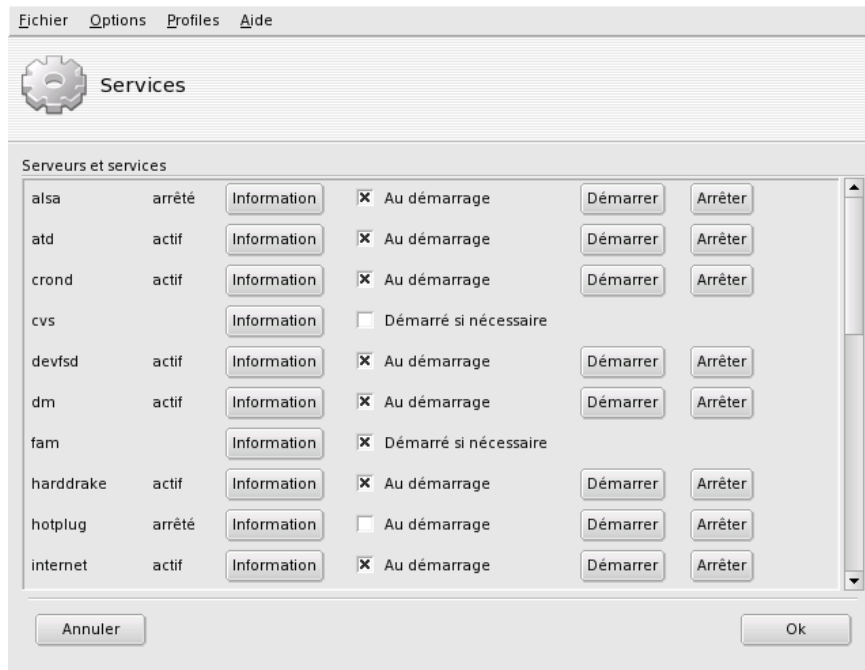 Fichier Options Profiles Aide
Services
Serveurs et services
alsa arrêté Information Au démarrage Démarrer Arrêter
atd actif Information Au démarrage Démarrer Arrêter
crond actif Information Au démarrage Démarrer Arrêter
cvs Information Démarré si nécessaire
devfsd actif Information Au démarrage Démarrer Arrêter
dm actif Information Au démarrage Démarrer Arrêter
fam Information Démarré si nécessaire
harddrake actif Information Au démarrage Démarrer Arrêter
hotplug arrêté Information Au démarrage Démarrer Arrêter
internet actif Information Au démarrage Démarrer Arrêter
Annuler Ok